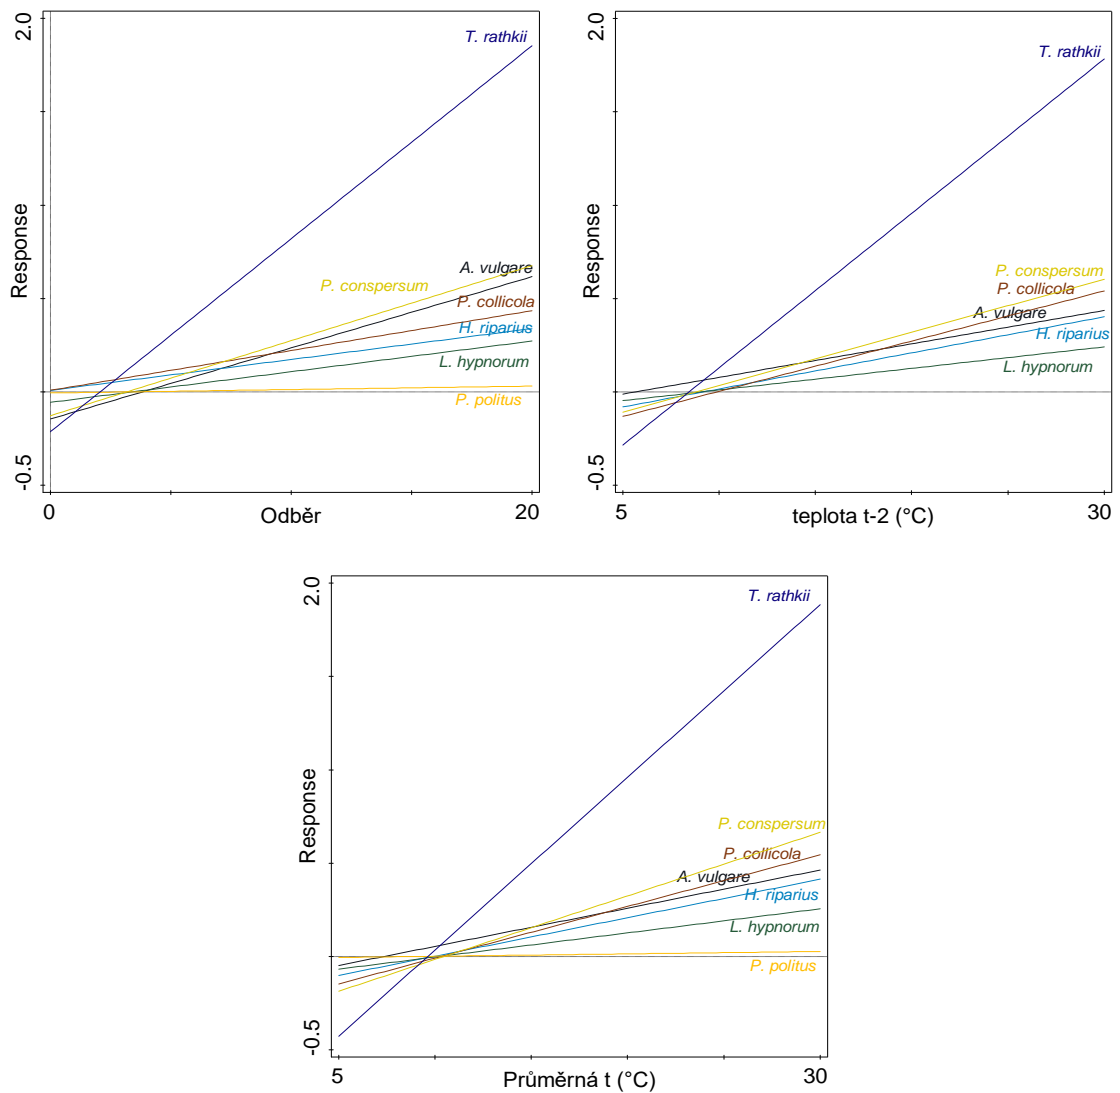 2.0
T. rathkii
A. vulgare
P. conspersum
P. collicola
H. riparius
L. hypnorum
P. politus
Response
-0.5
0
Odběr
20
2.0
T. rathkii
P. conspersum
P. collicola
A. vulgare
H. riparius
L. hypnorum
Response
-0.5
5
teplota t-2 (°C)
30
2.0
T. rathkii
P. conspersum
P. collicola
A. vulgare
H. riparius
L. hypnorum
P. politus
Response
-0.5
5
Průměrná t (°C)
30